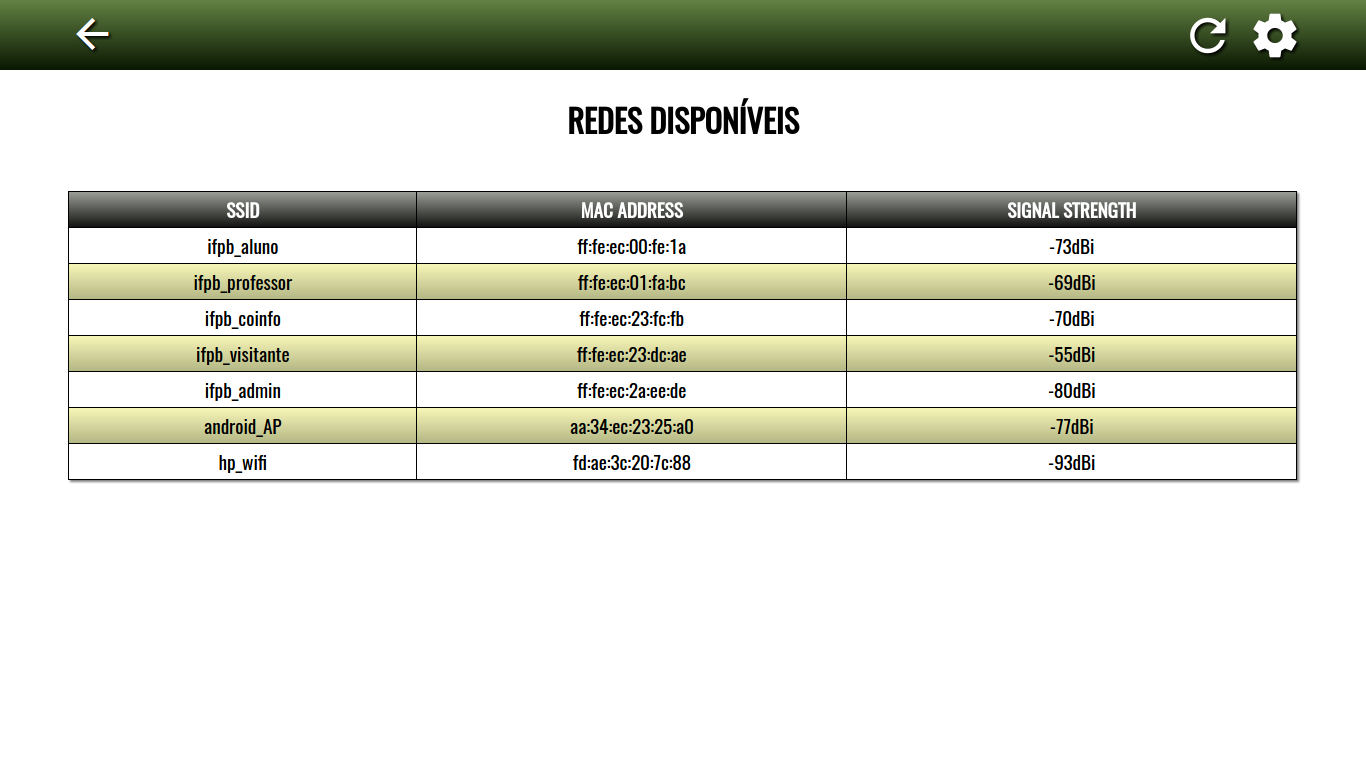 REDES DISPONÍVEIS
SSID MAC ADDRESS SIGNAL STRENGTH
ifpb_aluno ff:fe:ec:00:fe:1a -73dBi
ifpb_professor ff:fe:ec:01:fa:bc -69dBi
ifpb_coinfo ff:fe:ec:23:fc:fb -70dBi
ifpb_visitante ff:fe:ec:23:dc:ae -55dBi
ifpb_admin ff:fe:ec:2a:ee:de -80dBi
android_AP aa:34:ec:23:25:a0 -77dBi
hp_wifi fd:ae:3c:20:7c:88 -93dBi